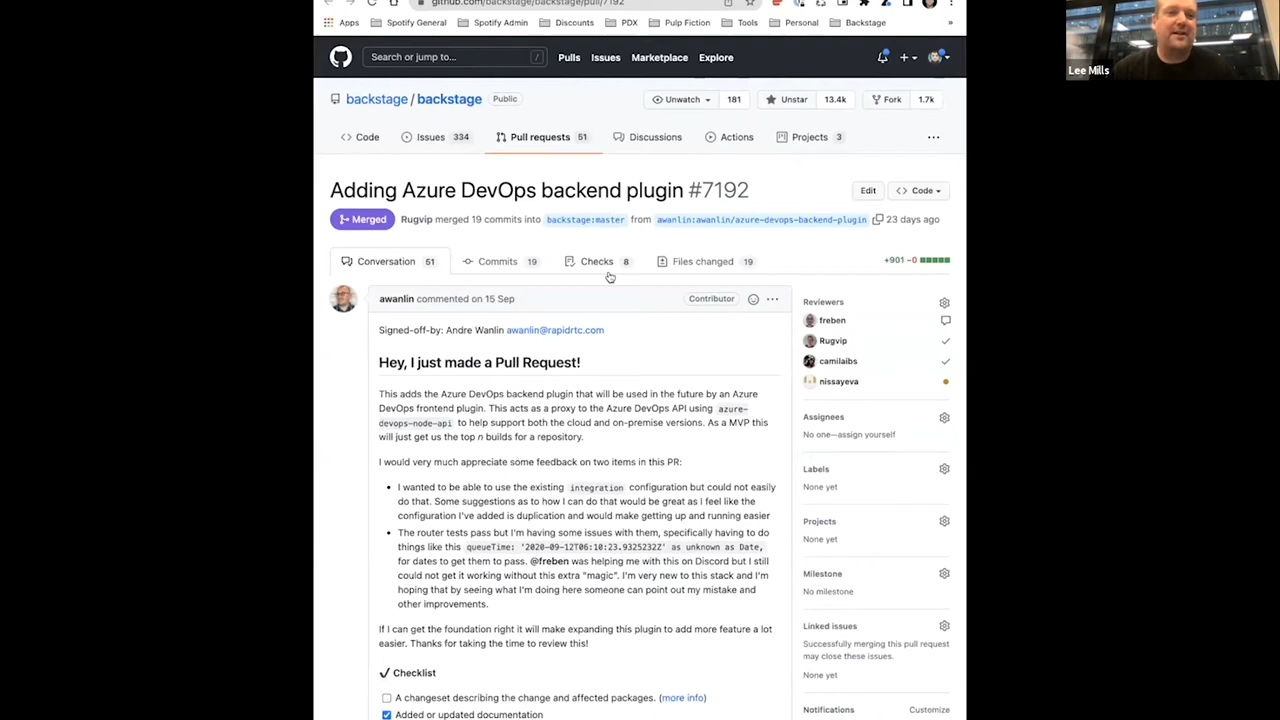 github.com/backstage/backstage/pull/7192
Apps Spotify General Spotify Admin Discounts PDX Pulp Fiction Tools Personal Backstage »
Lee Mills
Search or jump to... / Pulls Issues Marketplace Explore
backstage / backstage Public Unwatch 181 Unstar 13.4k Fork 1.7k
Code Issues 334 Pull requests 51 Discussions Actions Projects 3 ...
Adding Azure DevOps backend plugin #7192 Edit Code
Merged Rugvip merged 19 commits into backstage:master from awanlin:awanlin/azure-devops-backend-plugin 23 days ago
Conversation 51 Commits 19 Checks 8 Files changed 19 +901 −0
awanlin commented on 15 Sep Contributor
Signed-off-by: Andre Wanlin awanlin@rapidrtc.com
Hey, I just made a Pull Request!
This adds the Azure DevOps backend plugin that will be used in the future by an Azure
DevOps frontend plugin. This acts as a proxy to the Azure DevOps API using azure-
devops-node-api to help support both the cloud and on-premise versions. As a MVP this
will just get us the top n builds for a repository.
I would very much appreciate some feedback on two items in this PR:
• I wanted to be able to use the existing integration configuration but could not easily
do that. Some suggestions as to how I can do that would be great as I feel like the
configuration I've added is duplication and would make getting up and running easier
• The router tests pass but I'm having some issues with them, specifically having to do
things like this queueTime: '2020-09-12T06:10:23.9325232Z' as unknown as Date,
for dates to get them to pass. @freben was helping me with this on Discord but I still
could not get it working without this extra "magic". I'm very new to this stack and I'm
hoping that by seeing what I'm doing here someone can point out my mistake and
other improvements.
If I can get the foundation right it will make expanding this plugin to add more feature a lot
easier. Thanks for taking the time to review this!
✔ Checklist
A changeset describing the change and affected packages. (more info)
Added or updated documentation
Reviewers
freben
Rugvip
camilaibs
nissayeva
Assignees
No one—assign yourself
Labels
None yet
Projects
None yet
Milestone
No milestone
Linked issues
Successfully merging this pull request
may close these issues.
None yet
Notifications Customize